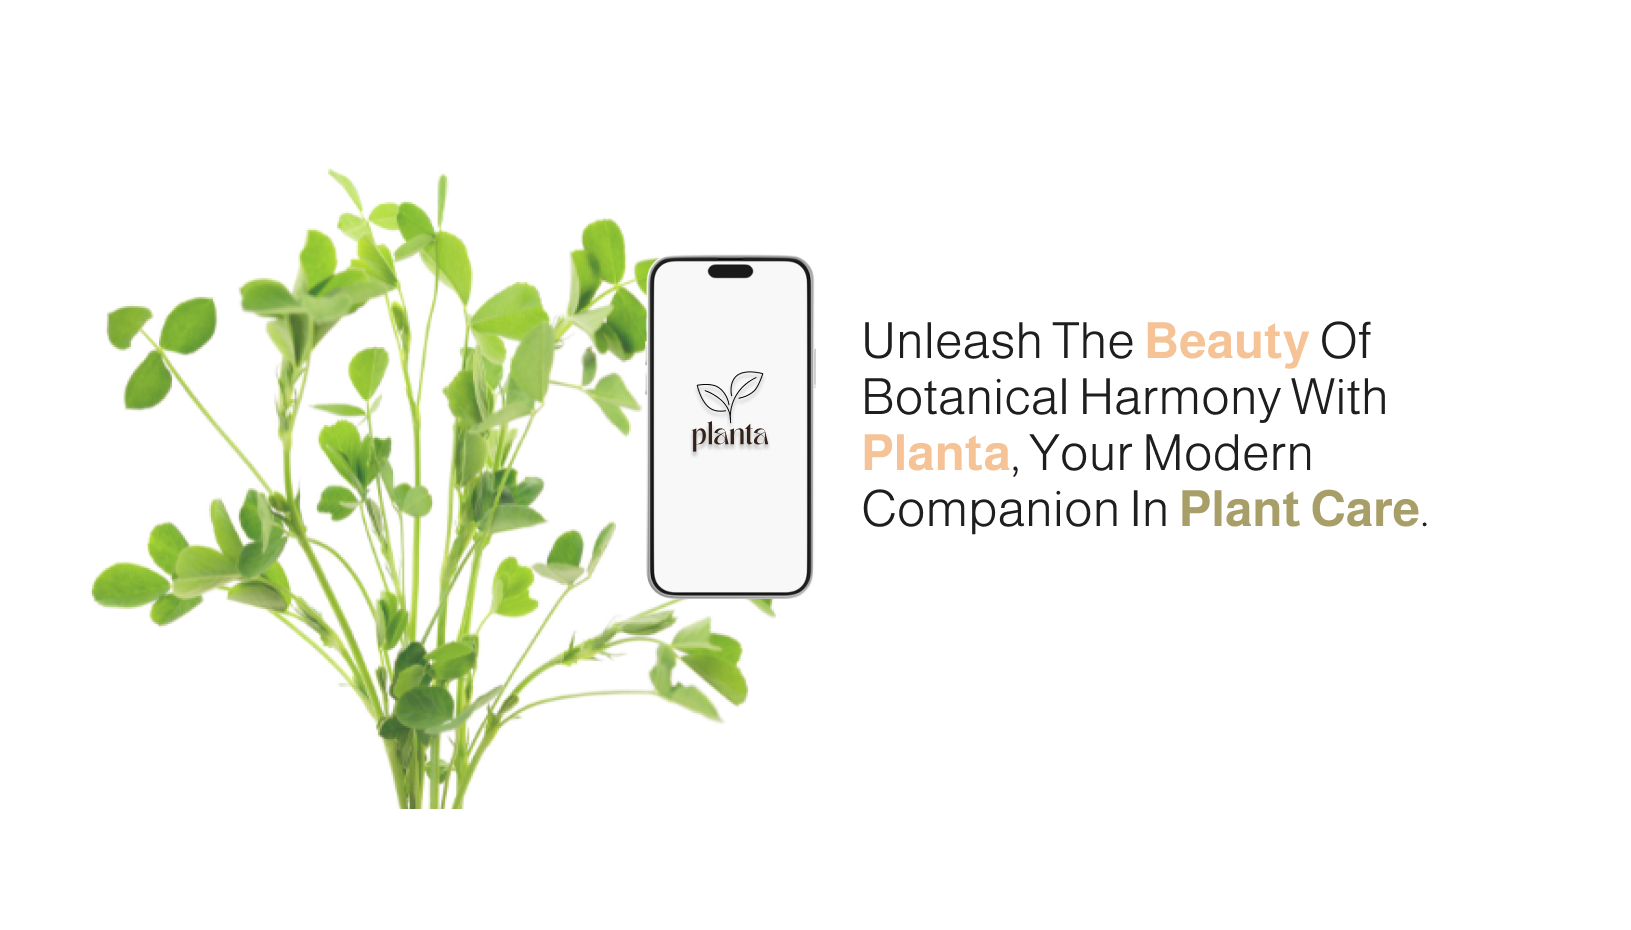 planta
Unleash The Beauty Of
Botanical Harmony With
Planta, Your Modern
Companion In Plant Care.